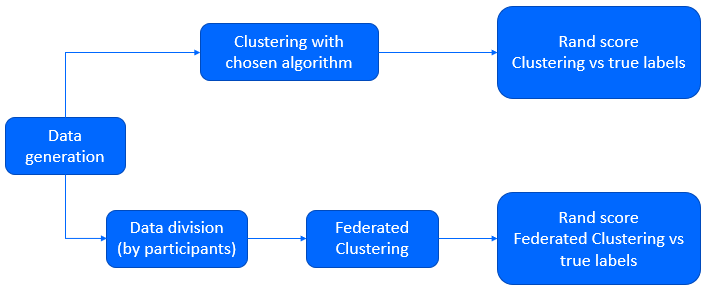 Clustering with
chosen algorithm
Rand score
Clustering vs true labels
Data
generation
Data division
(by participants)
Federated
Clustering
Rand score
Federated Clustering vs
true labels